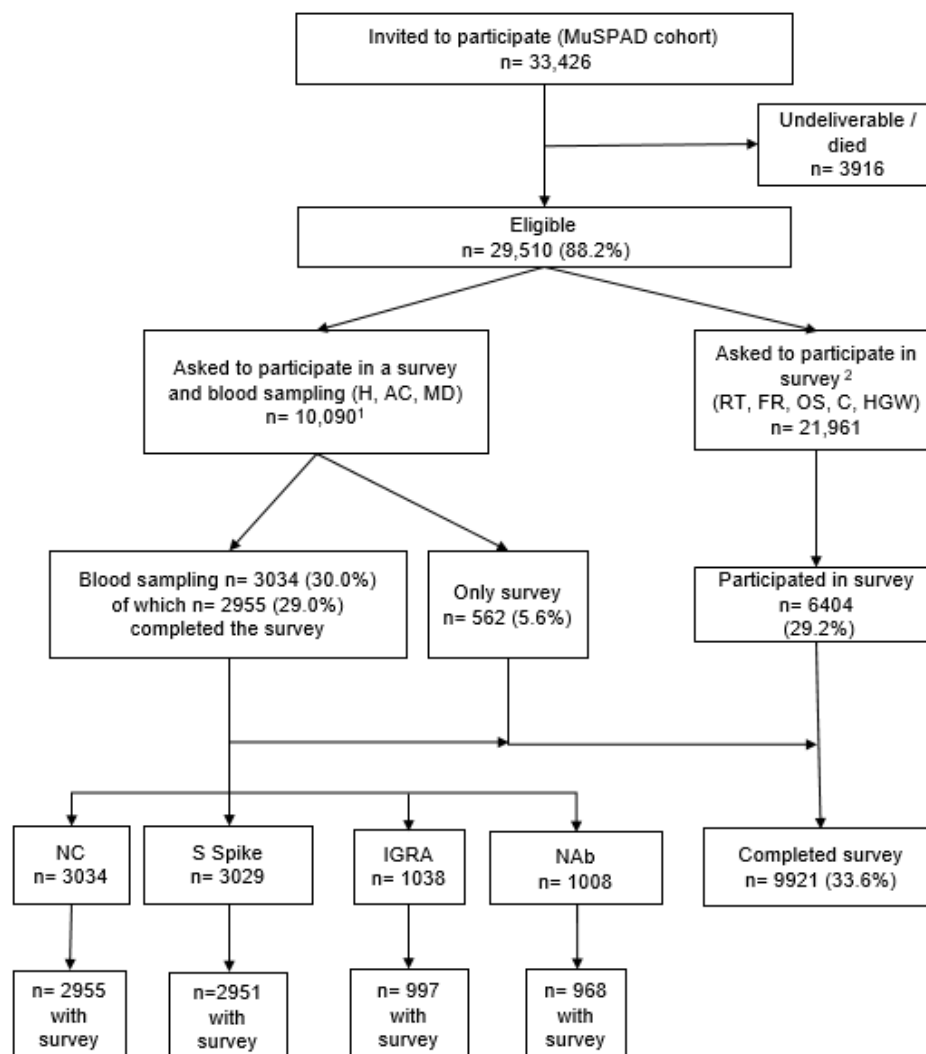 Invited to participate (MuSPAD cohort)
n= 33,426
Undeliverable /
died
n= 3916
Eligible
n= 29,510 (88.2%)
Asked to participate in a survey
and blood sampling (H, AC, MD)
n= 10,090¹
Asked to participate in
survey ²
(RT, FR, OS, C, HGW)
n= 21,961
Blood sampling n= 3034 (30.0%)
of which n= 2955 (29.0%)
completed the survey
Only survey
n= 562 (5.6%)
Participated in survey
n= 6404
(29.2%)
NC
n= 3034
S Spike
n= 3029
IGRA
n= 1038
NAb
n= 1008
Completed survey
n= 9921 (33.6%)
n= 2955
with
survey
n=2951
with
survey
n= 997
with
survey
n= 968
with
survey